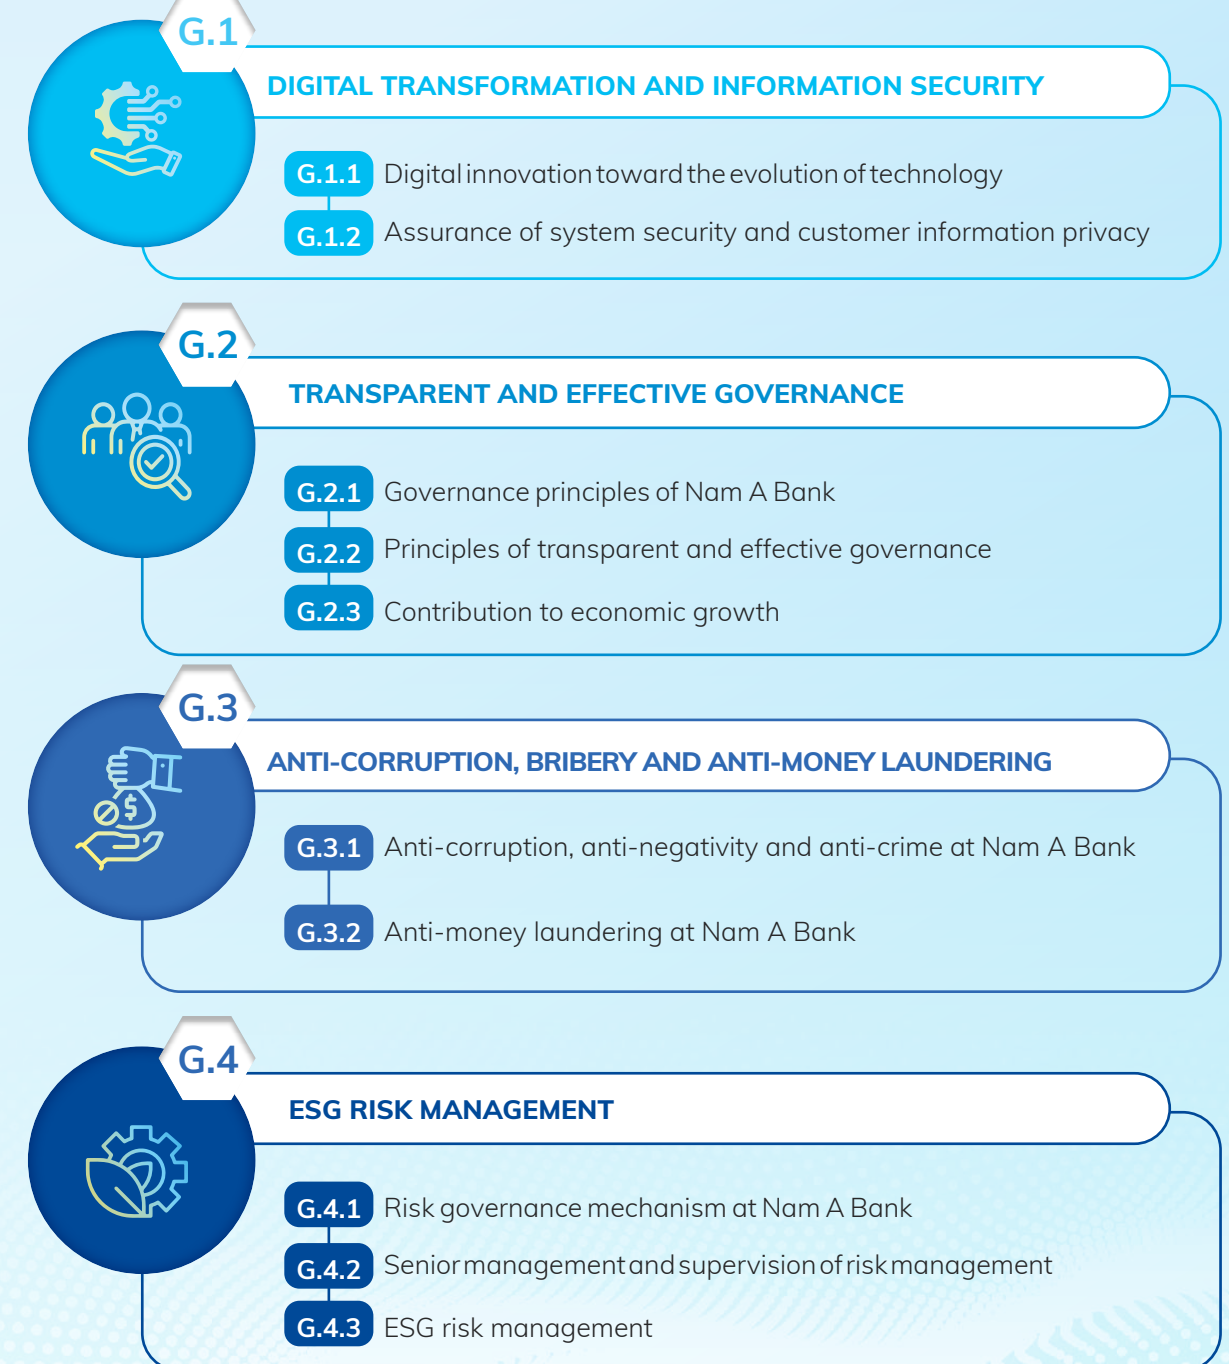 G.1
DIGITAL TRANSFORMATION AND INFORMATION SECURITY
G.1.1 Digital innovation toward the evolution of technology
G.1.2 Assurance of system security and customer information privacy
G.2
TRANSPARENT AND EFFECTIVE GOVERNANCE
G.2.1 Governance principles of Nam A Bank
G.2.2 Principles of transparent and effective governance
G.2.3 Contribution to economic growth
G.3
ANTI-CORRUPTION, BRIBERY AND ANTI-MONEY LAUNDERING
$
G.3.1 Anti-corruption, anti-negativity and anti-crime at Nam A Bank
G.3.2 Anti-money laundering at Nam A Bank
G.4
ESG RISK MANAGEMENT
G.4.1 Risk governance mechanism at Nam A Bank
G.4.2 Senior management and supervision of risk management
G.4.3 ESG risk management